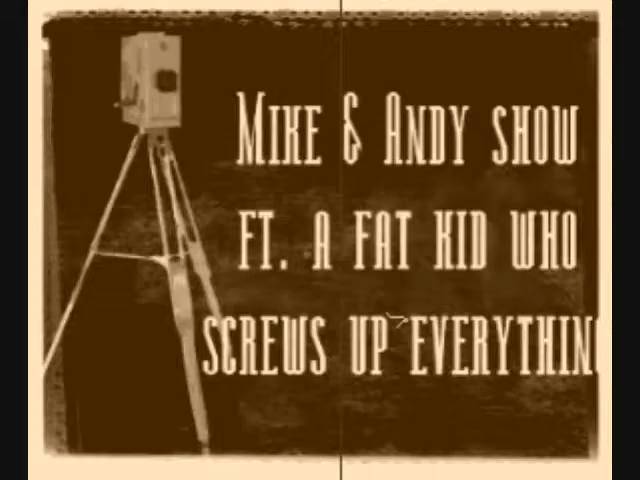 Mike & Andy show
ft. a fat kid who
screws up everything